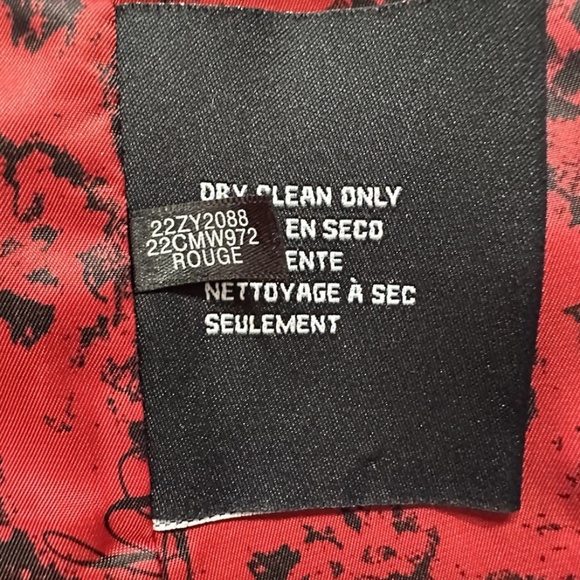 DRY CLEAN ONLY
EN SECO
ENTE
NETTOYAGE À SEC
SEULEMENT
22ZY2088
22CMW972
ROUGE